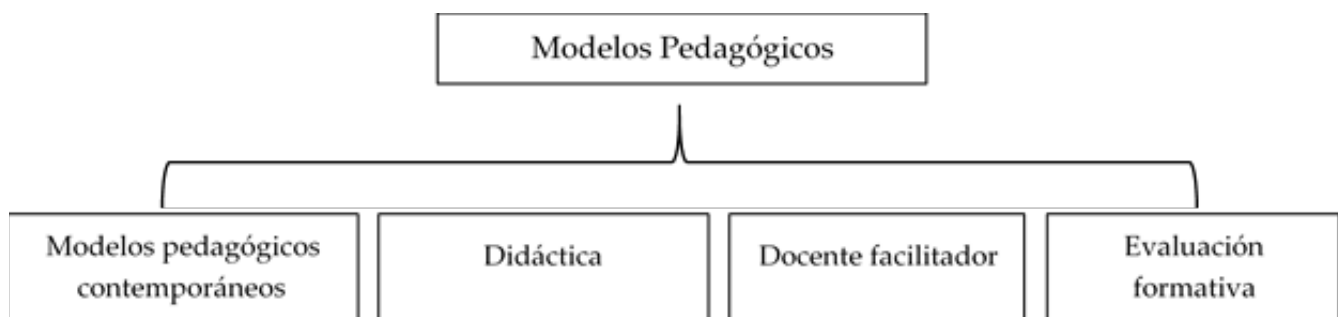 Modelos Pedagógicos
Modelos pedagógicos
contemporáneos
Didáctica
Docente facilitador
Evaluación
formativa